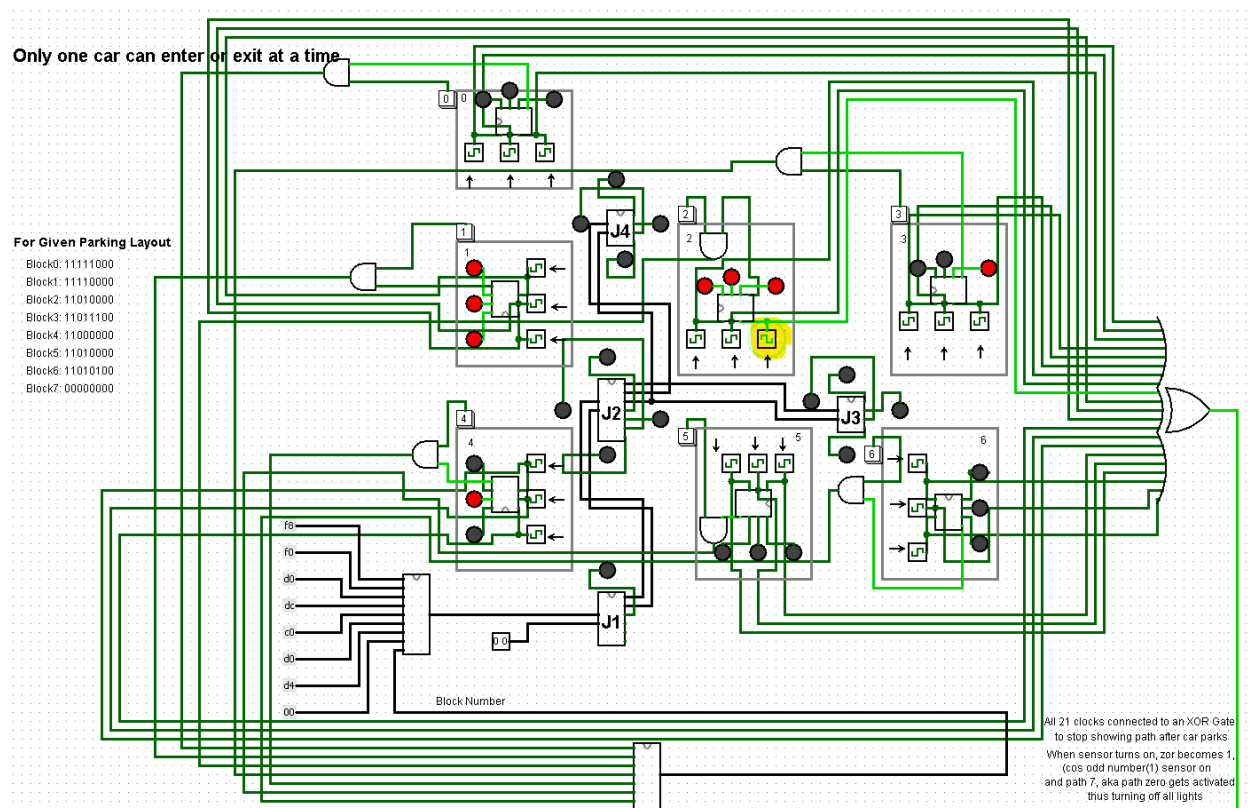 Only one car can enter or exit at a time
0
0
J4
2
3
2
3
For Given Parking Layout
Block0: 11111000
Block1: 11110000
Block2: 11010000
Block3: 11011100
Block4: 11000000
Block5: 11010000
Block6: 11010100
Block7: 00000000
1
1
J2
J3
4
4
5
5
6
6
f8
f0
d0
dc
c0
d0
d4
00
J1
0 0
Block Number
All 21 clocks connected to an XOR Gate
to stop showing path after car parks
When sensor turns on, zor becomes 1,
(cos odd number(1) sensor on
and path 7, aka path zero gets activated
thus turning off all lights